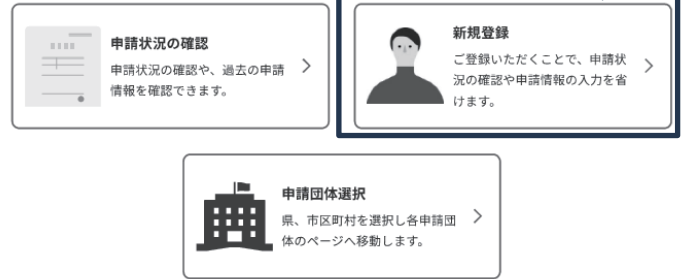 申請状況の確認
申請状況の確認や、過去の申請
情報を確認できます。
新規登録
ご登録いただくことで、申請状
況の確認や申請情報の入力を省
けます。
申請団体選択
県、市区町村を選択し各申請団
体のページへ移動します。